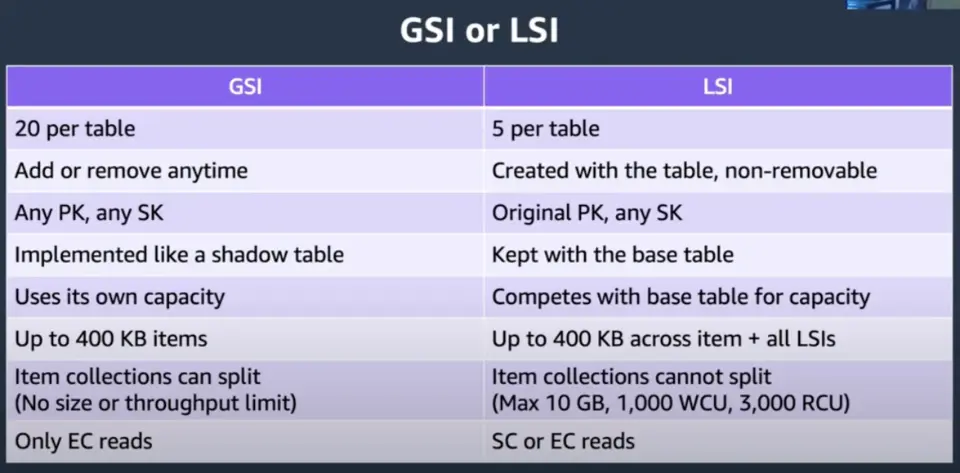 GSI or LSI
GSI
LSI
20 per table
5 per table
Add or remove anytime
Created with the table, non-removable
Any PK, any SK
Original PK, any SK
Implemented like a shadow table
Kept with the base table
Uses its own capacity
Competes with base table for capacity
Up to 400 KB items
Up to 400 KB across item + all LSIs
Item collections can split
(No size or throughput limit)
Item collections cannot split
(Max 10 GB, 1,000 WCU, 3,000 RCU)
Only EC reads
SC or EC reads